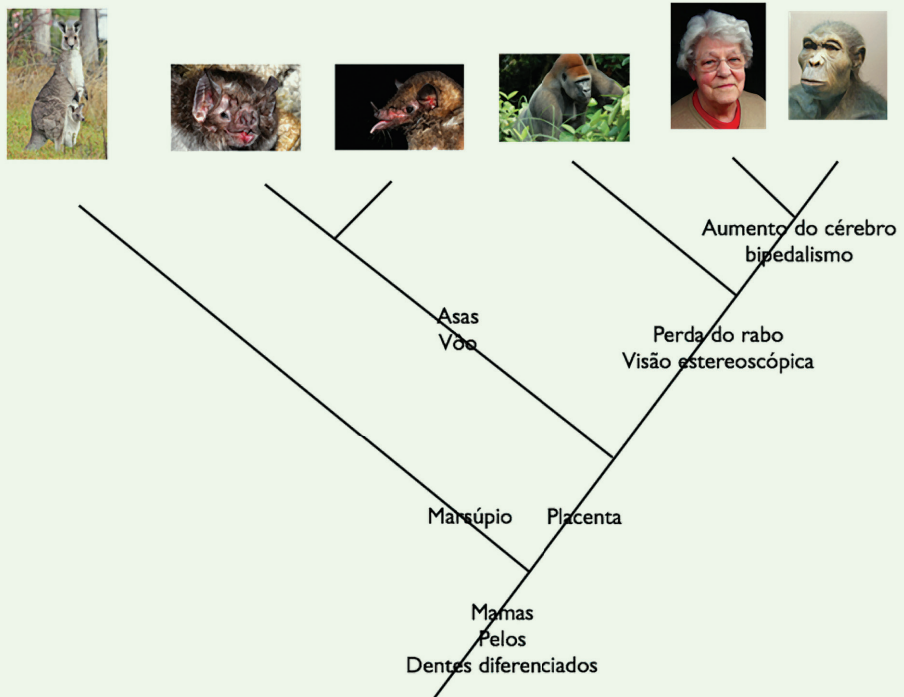 Aumento do cérebro
bipedalismo
Asas
Vôo
Perda do rabo
Visão estereoscópica
Marsúpio
Placenta
Mamas
Pelos
Dentes diferenciados